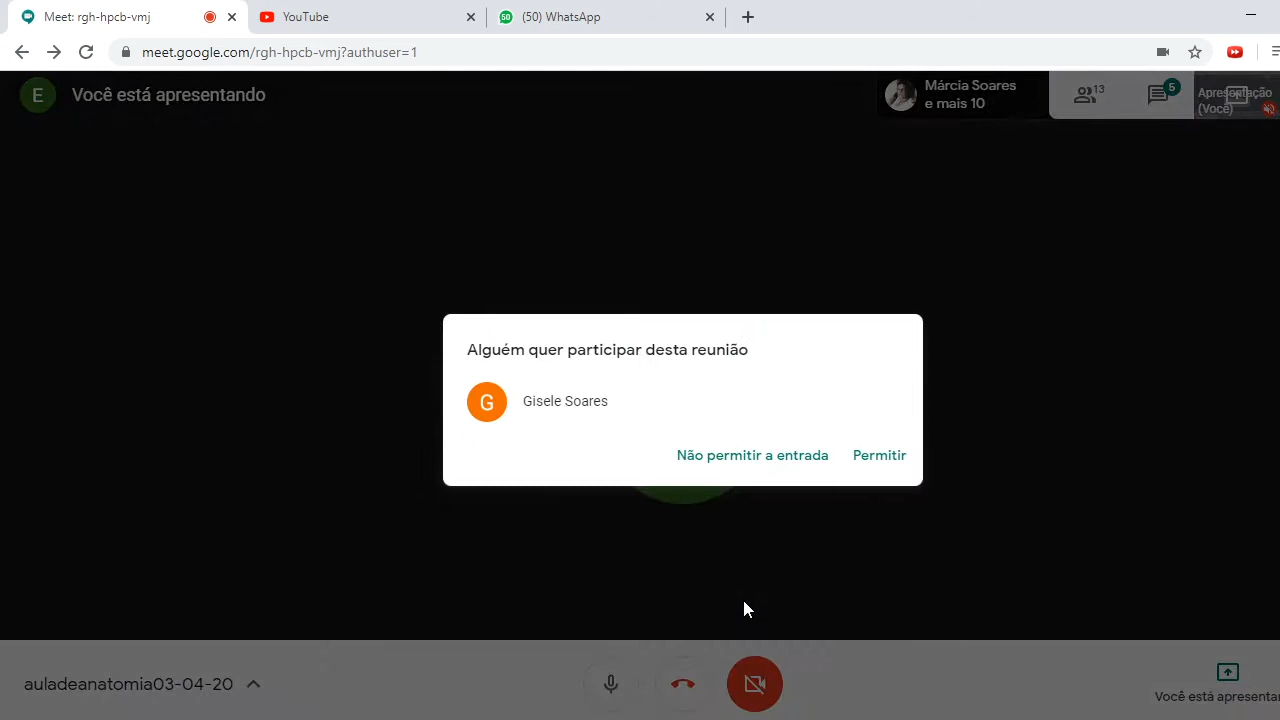 Meet: rgh-hpcb-vmj
YouTube
50
(50) WhatsApp
meet.google.com/rgh-hpcb-vmj?authuser=1
E
Você está apresentando
Márcia Soares
e mais 10
13
5
Apresentação
(Você)
Alguém quer participar desta reunião
G
Gisele Soares
Não permitir a entrada
Permitir
auladeanatomia03-04-20
Você está apresentan